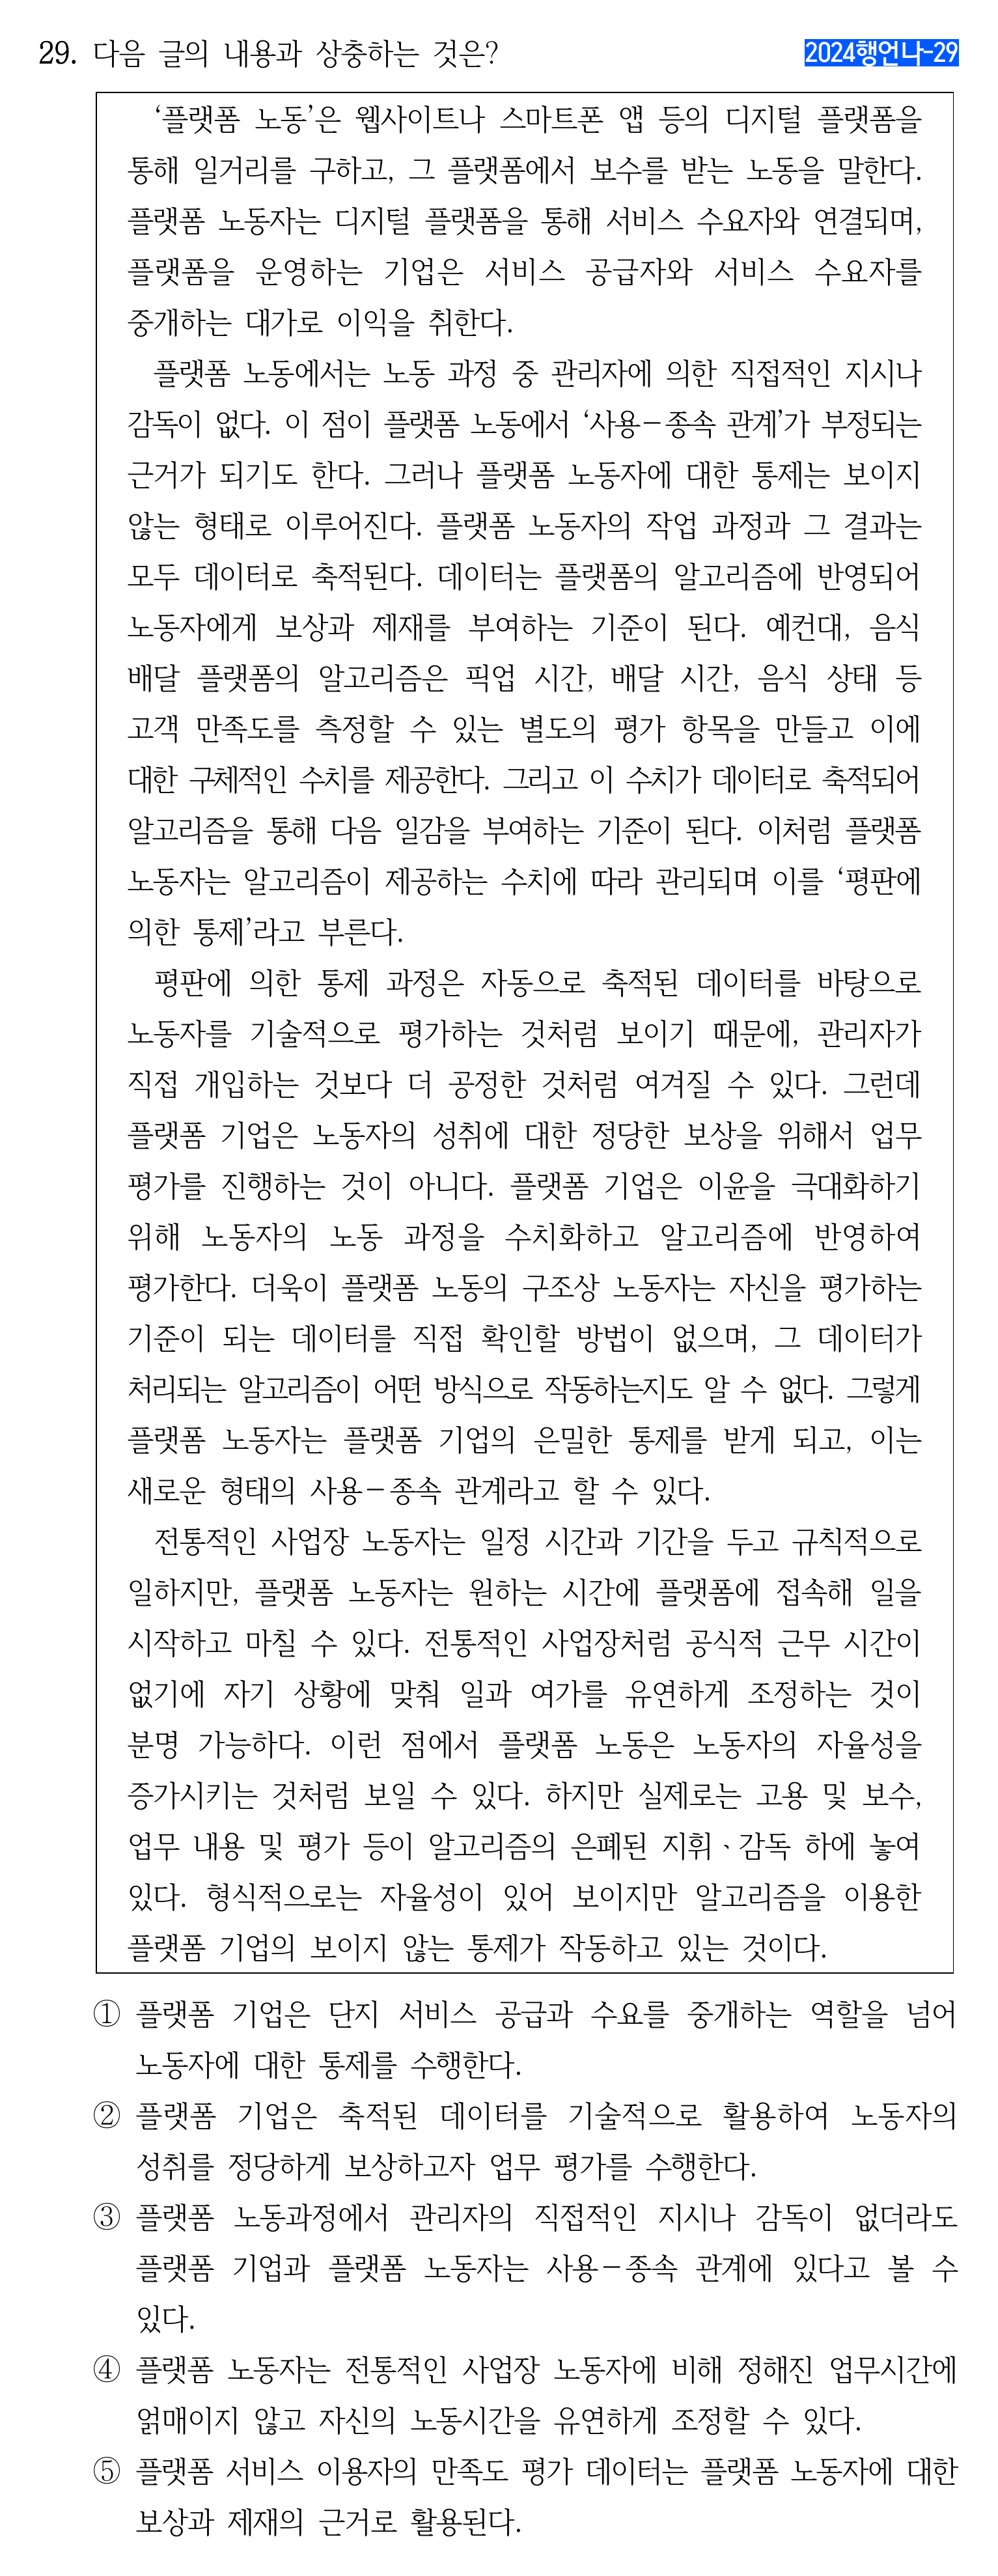 29. 다음 글의 내용과 상충하는 것은?
2024행언나-29
‘플랫폼 노동’은 웹사이트나 스마트폰 앱 등의 디지털 플랫폼을
통해 일거리를 구하고, 그 플랫폼에서 보수를 받는 노동을 말한다.
플랫폼 노동자는 디지털 플랫폼을 통해 서비스 수요자와 연결되며,
플랫폼을 운영하는 기업은 서비스 공급자와 서비스 수요자를
중개하는 대가로 이익을 취한다.
플랫폼 노동에서는 노동 과정 중 관리자에 의한 직접적인 지시나
감독이 없다. 이 점이 플랫폼 노동에서 ‘사용－종속 관계’가 부정되는
근거가 되기도 한다. 그러나 플랫폼 노동자에 대한 통제는 보이지
않는 형태로 이루어진다. 플랫폼 노동자의 작업 과정과 그 결과는
모두 데이터로 축적된다. 데이터는 플랫폼의 알고리즘에 반영되어
노동자에게 보상과 제재를 부여하는 기준이 된다. 예컨대, 음식
배달 플랫폼의 알고리즘은 픽업 시간, 배달 시간, 음식 상태 등
고객 만족도를 측정할 수 있는 별도의 평가 항목을 만들고 이에
대한 구체적인 수치를 제공한다. 그리고 이 수치가 데이터로 축적되어
알고리즘을 통해 다음 일감을 부여하는 기준이 된다. 이처럼 플랫폼
노동자는 알고리즘이 제공하는 수치에 따라 관리되며 이를 ‘평판에
의한 통제’라고 부른다.
평판에 의한 통제 과정은 자동으로 축적된 데이터를 바탕으로
노동자를 기술적으로 평가하는 것처럼 보이기 때문에, 관리자가
직접 개입하는 것보다 더 공정한 것처럼 여겨질 수 있다. 그런데
플랫폼 기업은 노동자의 성취에 대한 정당한 보상을 위해서 업무
평가를 진행하는 것이 아니다. 플랫폼 기업은 이윤을 극대화하기
위해 노동자의 노동 과정을 수치화하고 알고리즘에 반영하여
평가한다. 더욱이 플랫폼 노동의 구조상 노동자는 자신을 평가하는
기준이 되는 데이터를 직접 확인할 방법이 없으며, 그 데이터가
처리되는 알고리즘이 어떤 방식으로 작동하는지도 알 수 없다. 그렇게
플랫폼 노동자는 플랫폼 기업의 은밀한 통제를 받게 되고, 이는
새로운 형태의 사용－종속 관계라고 할 수 있다.
전통적인 사업장 노동자는 일정 시간과 기간을 두고 규칙적으로
일하지만, 플랫폼 노동자는 원하는 시간에 플랫폼에 접속해 일을
시작하고 마칠 수 있다. 전통적인 사업장처럼 공식적 근무 시간이
없기에 자기 상황에 맞춰 일과 여가를 유연하게 조정하는 것이
분명 가능하다. 이런 점에서 플랫폼 노동은 노동자의 자율성을
증가시키는 것처럼 보일 수 있다. 하지만 실제로는 고용 및 보수,
업무 내용 및 평가 등이 알고리즘의 은폐된 지휘ㆍ감독 하에 놓여
있다. 형식적으로는 자율성이 있어 보이지만 알고리즘을 이용한
플랫폼 기업의 보이지 않는 통제가 작동하고 있는 것이다.
① 플랫폼 기업은 단지 서비스 공급과 수요를 중개하는 역할을 넘어
노동자에 대한 통제를 수행한다.
② 플랫폼 기업은 축적된 데이터를 기술적으로 활용하여 노동자의
성취를 정당하게 보상하고자 업무 평가를 수행한다.
③ 플랫폼 노동과정에서 관리자의 직접적인 지시나 감독이 없더라도
플랫폼 기업과 플랫폼 노동자는 사용－종속 관계에 있다고 볼 수
있다.
④ 플랫폼 노동자는 전통적인 사업장 노동자에 비해 정해진 업무시간에
얽매이지 않고 자신의 노동시간을 유연하게 조정할 수 있다.
⑤ 플랫폼 서비스 이용자의 만족도 평가 데이터는 플랫폼 노동자에 대한
보상과 제재의 근거로 활용된다.